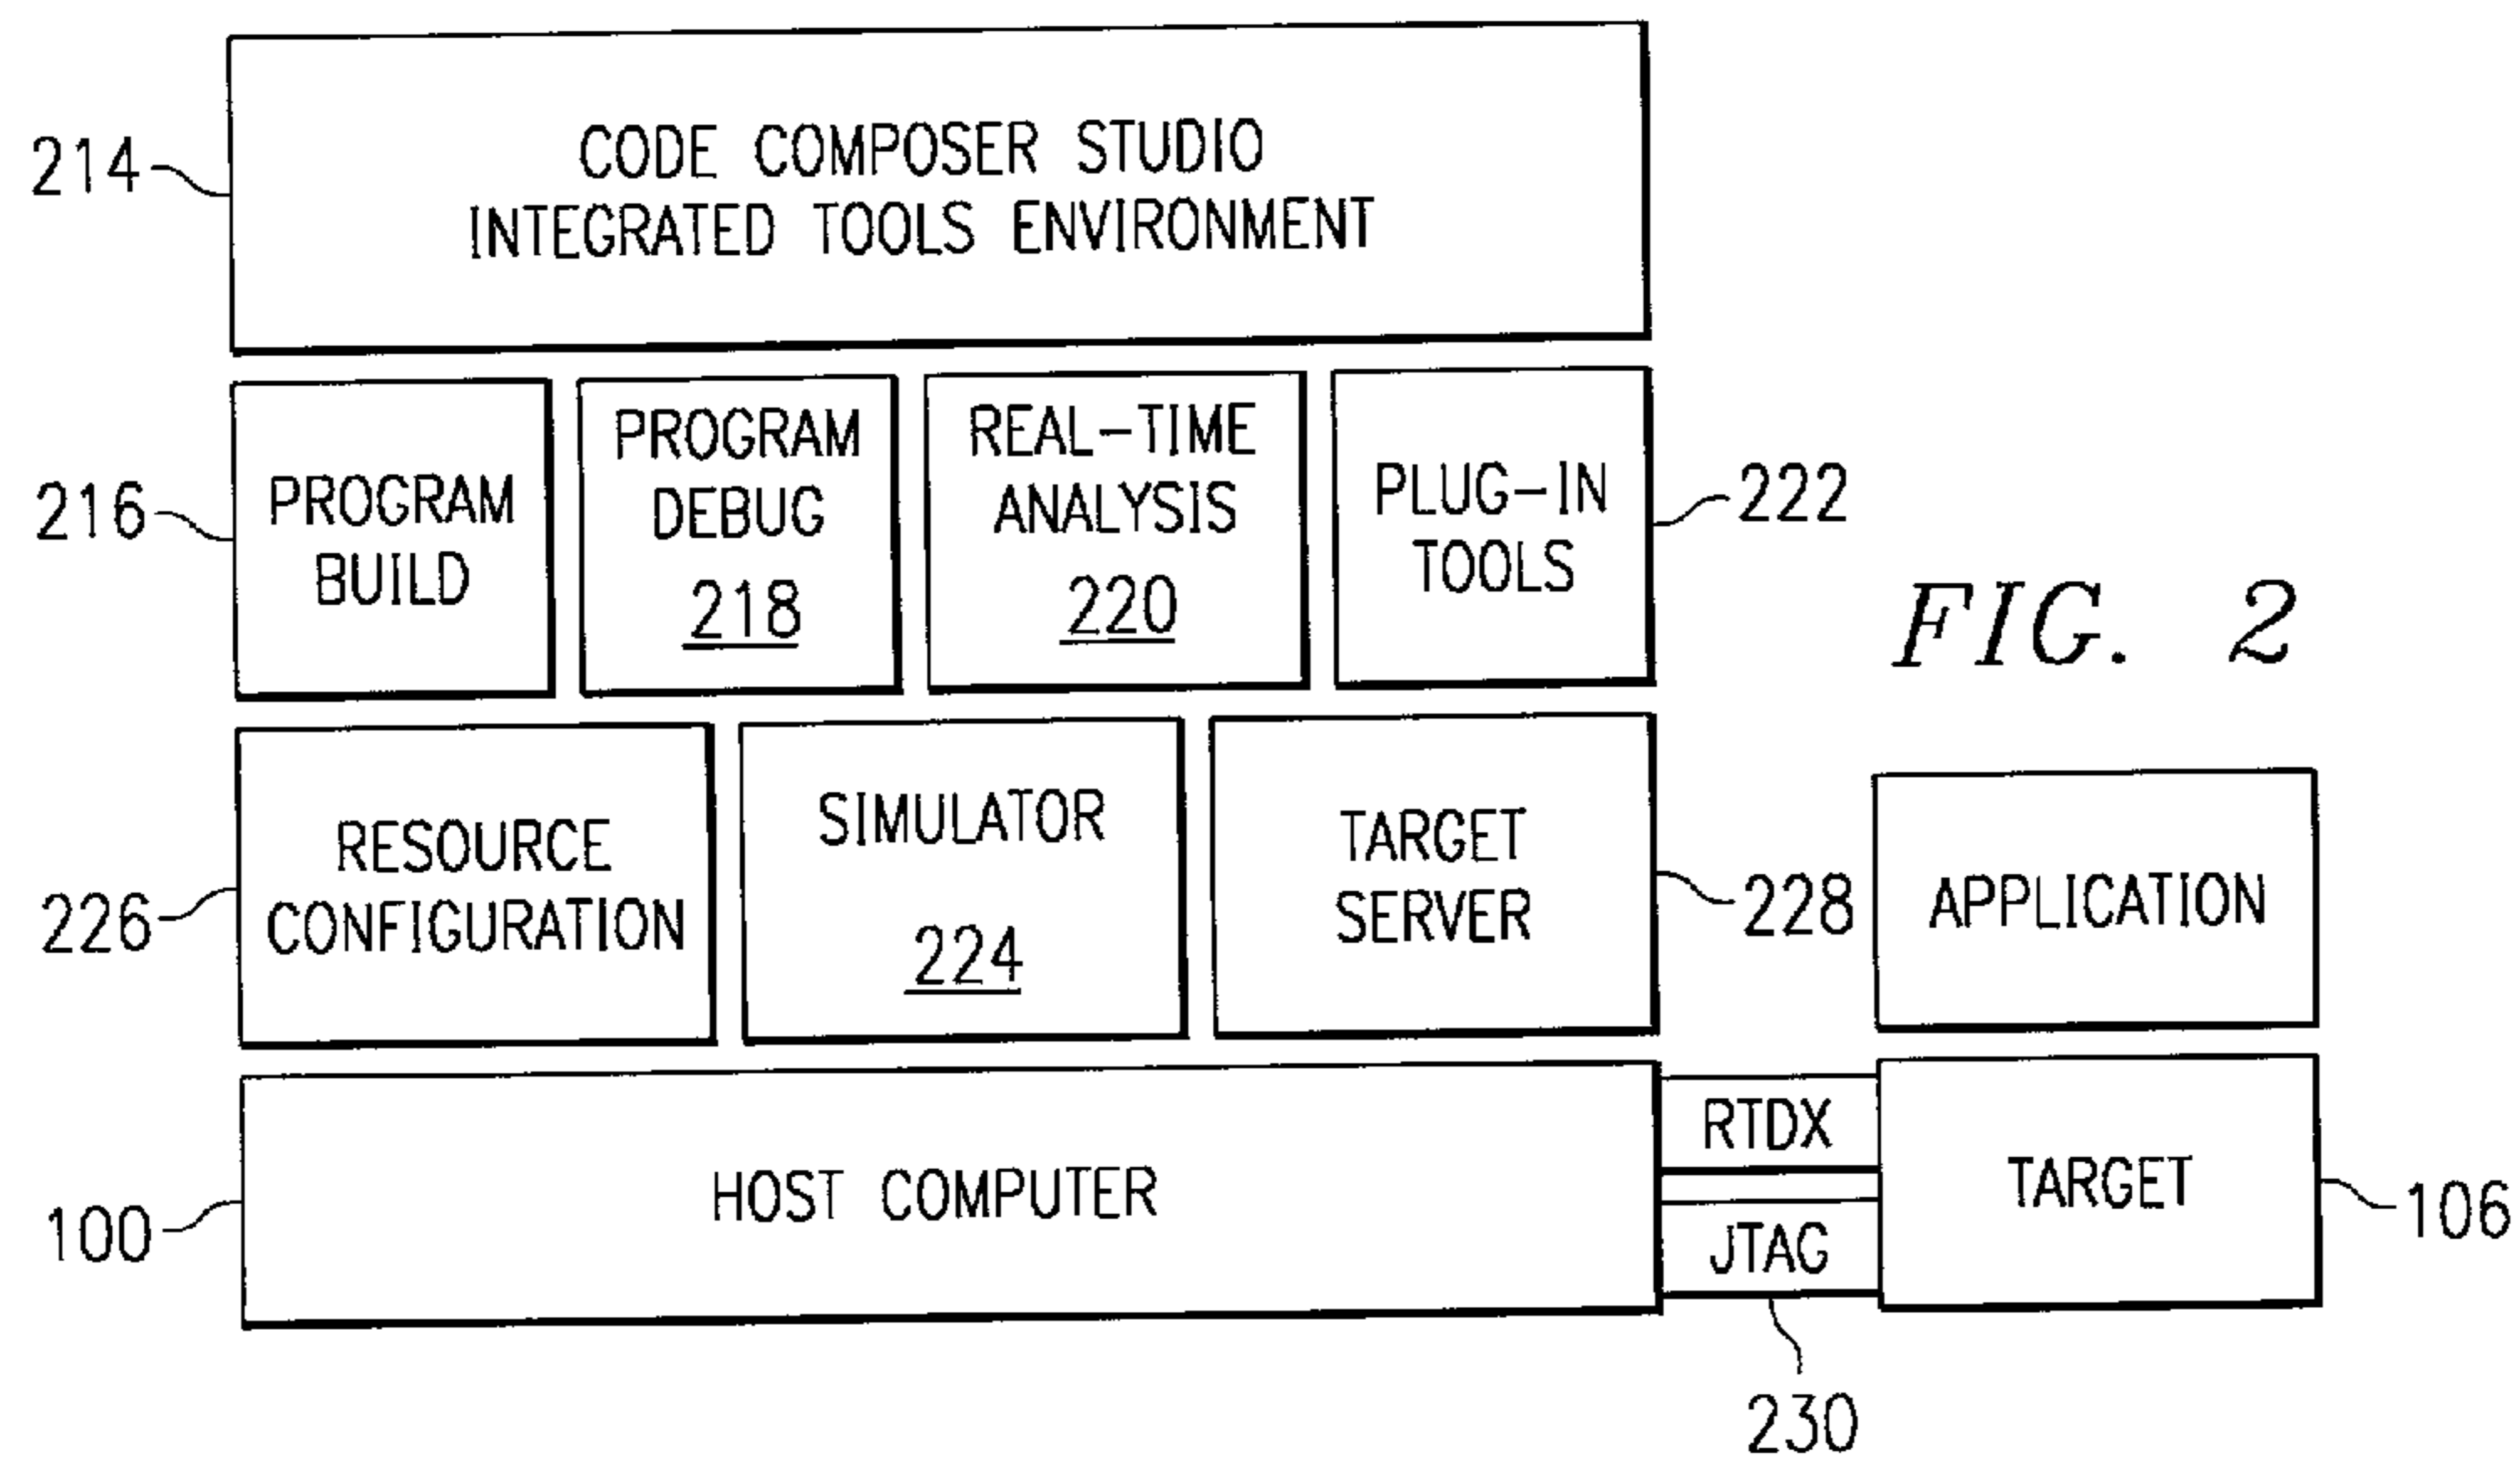 CODE COMPOSER STUDIO
INTEGRATED TOOLS ENVIRONMENT
214
216
PROGRAM
BUILD
PROGRAM
DEBUG
218
REAL-TIME
ANALYSIS
220
PLUG-IN
TOOLS
222
FIG. 2
226
RESOURCE
CONFIGURATION
SIMULATOR
224
TARGET
SERVER
228
APPLICATION
100
HOST COMPUTER
RTDX
JTAG
TARGET
106
230